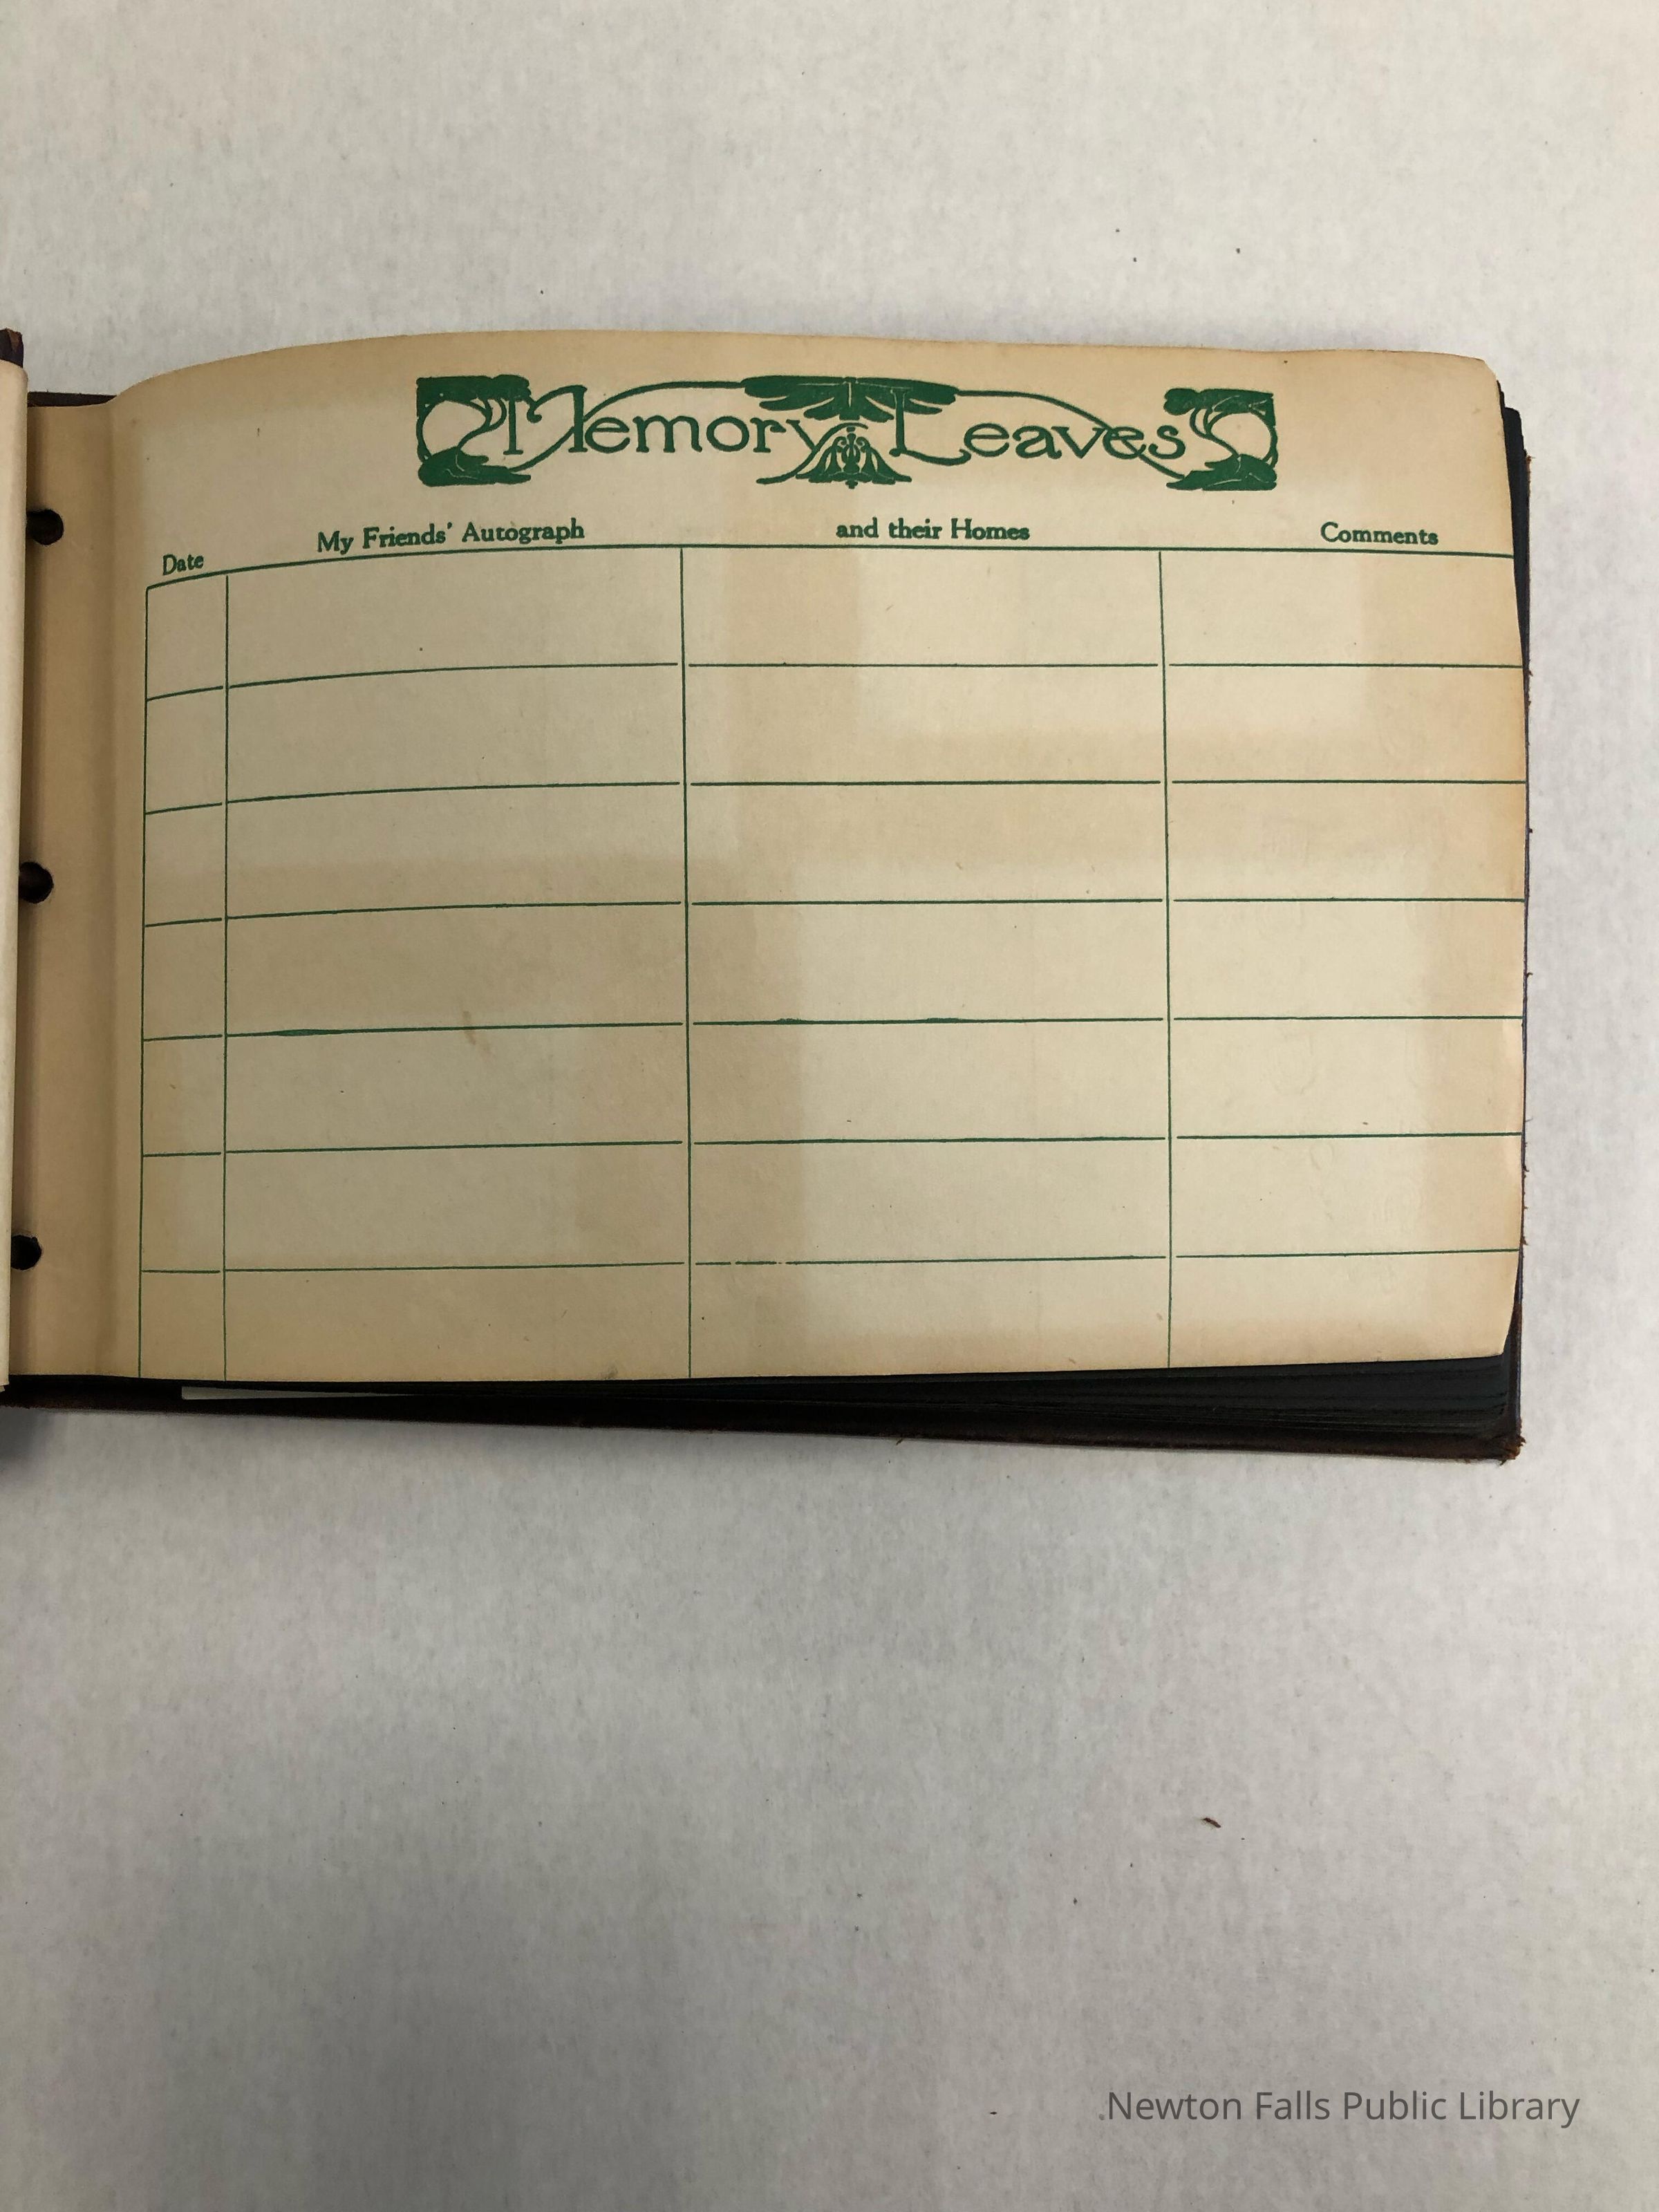 Memory Leaves
Date My Friends' Autograph and their Homes Comments
Newton Falls Public Library